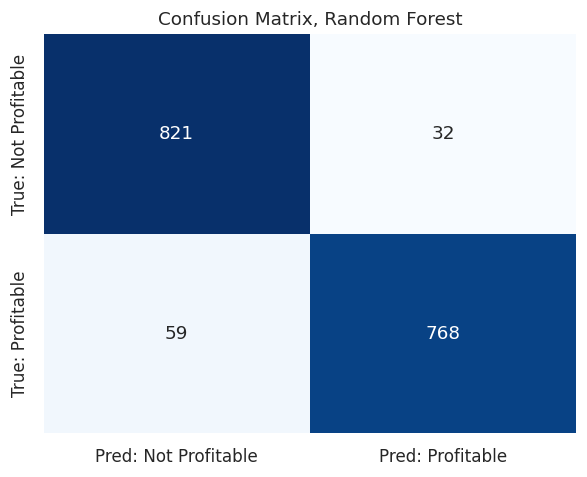 Confusion Matrix, Random Forest
True: Not Profitable
821
32
True: Profitable
59
768
Pred: Not Profitable
Pred: Profitable